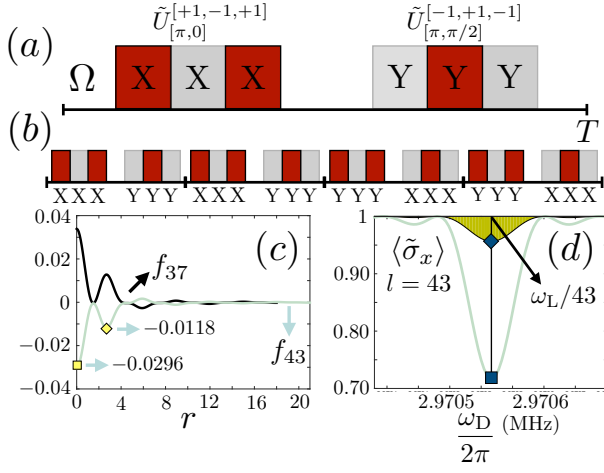 (a) Ũ[+1,-1,+1] [π,0] Ũ[-1,+1,-1] [π,π/2]
Ω X X X Y Y Y
T
(b)
X X X Y Y Y X X X Y Y Y Y Y Y X X X Y Y Y X X X
0.04
0.02
0
-0.02
-0.04
(c)
f37
-0.0118
-0.0296
f43
0 4 8 12 16 20
r
1
0.95
0.90
0.80
0.70
(d)
⟨σ̃x⟩
l = 43
ωL/43
2.9705 2.9706
ωD/2π (MHz)